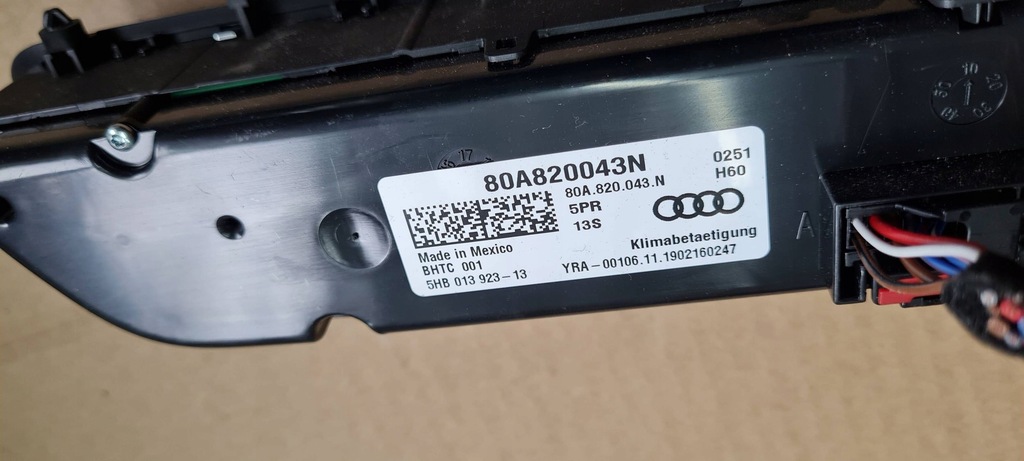 17
80A820043N
0251
80A.820.043.N
H60
5PR
13S
Made in Mexico
BHTC 001
Klimabetaetigung
5HB 013 923-13
YRA-00106.11.1902160247
A